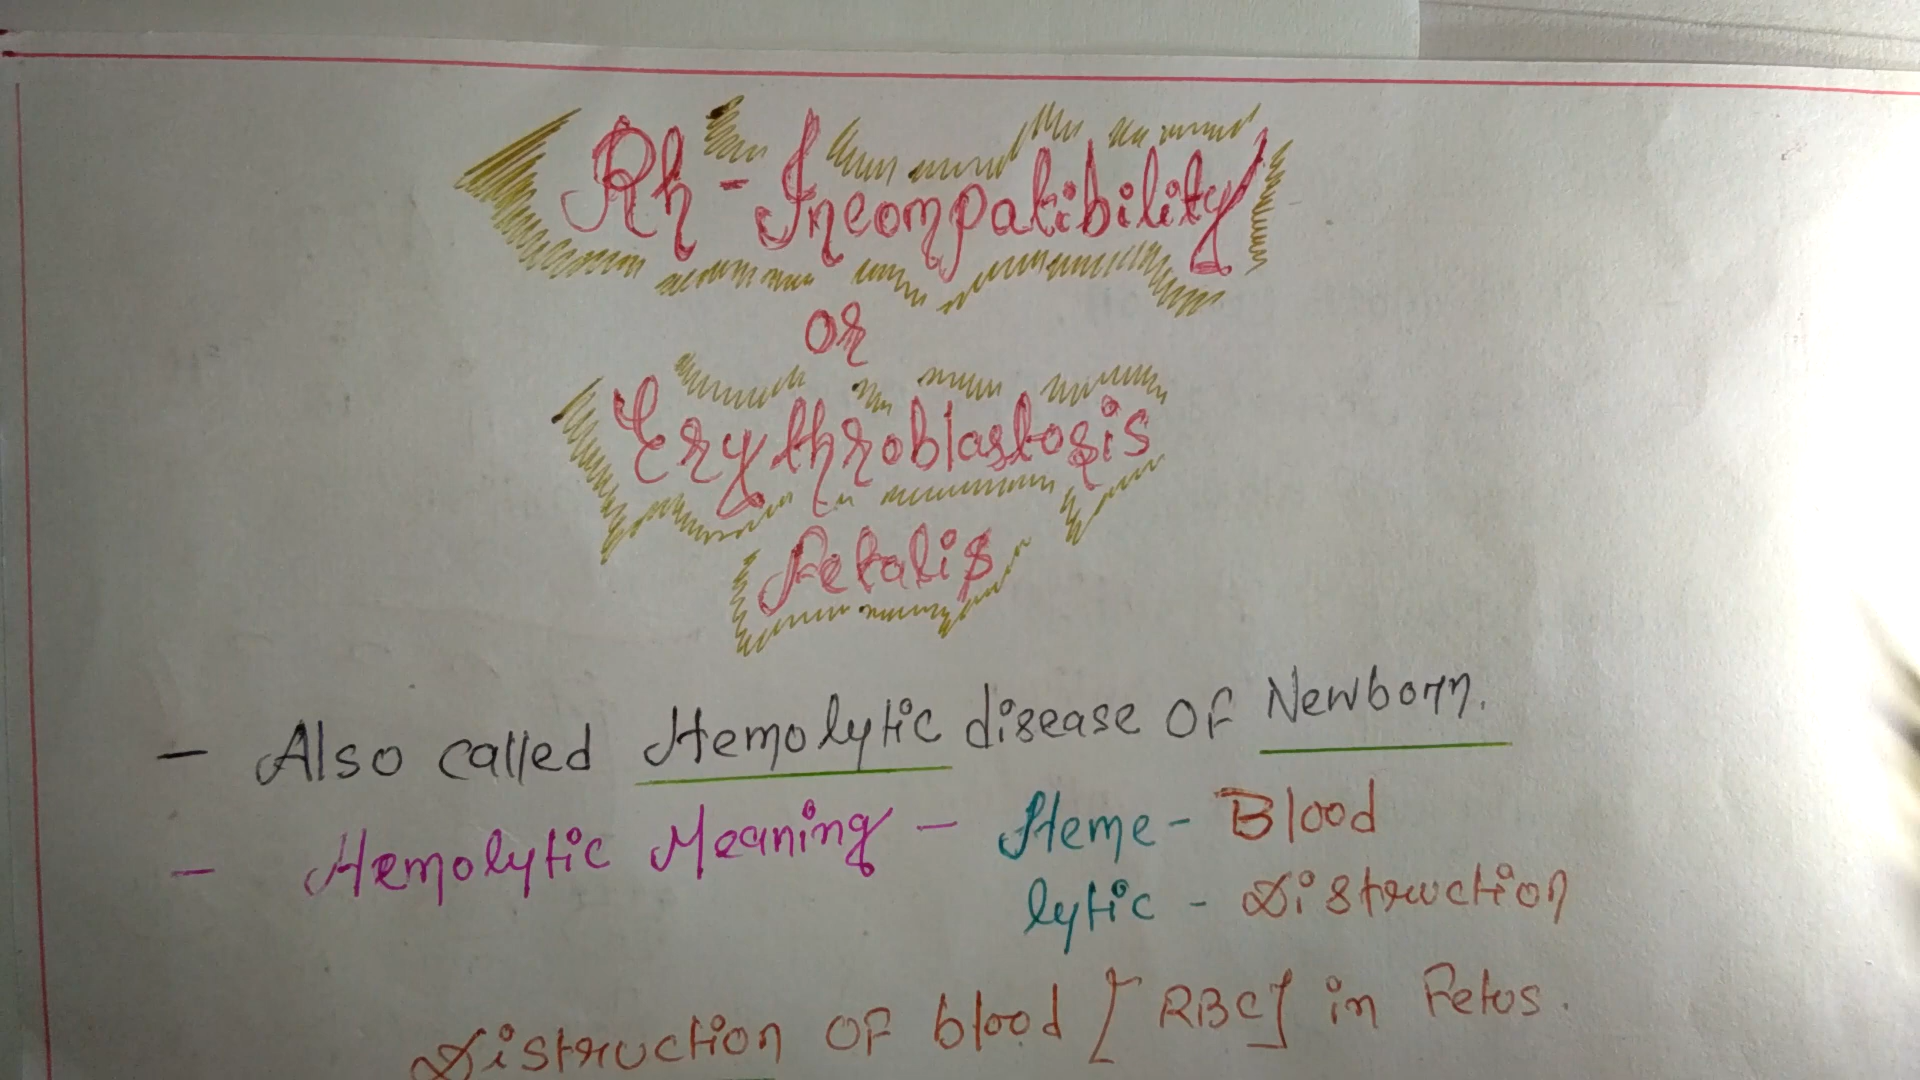 Rh-Incompatibility
or
Erythroblastosis
Fetalis
- Also called Hemolytic disease OF Newborn.
- Hemolytic Meaning - Heme - Blood
lytic - Distruction
Distruction OF blood [RBC] in Fetus.